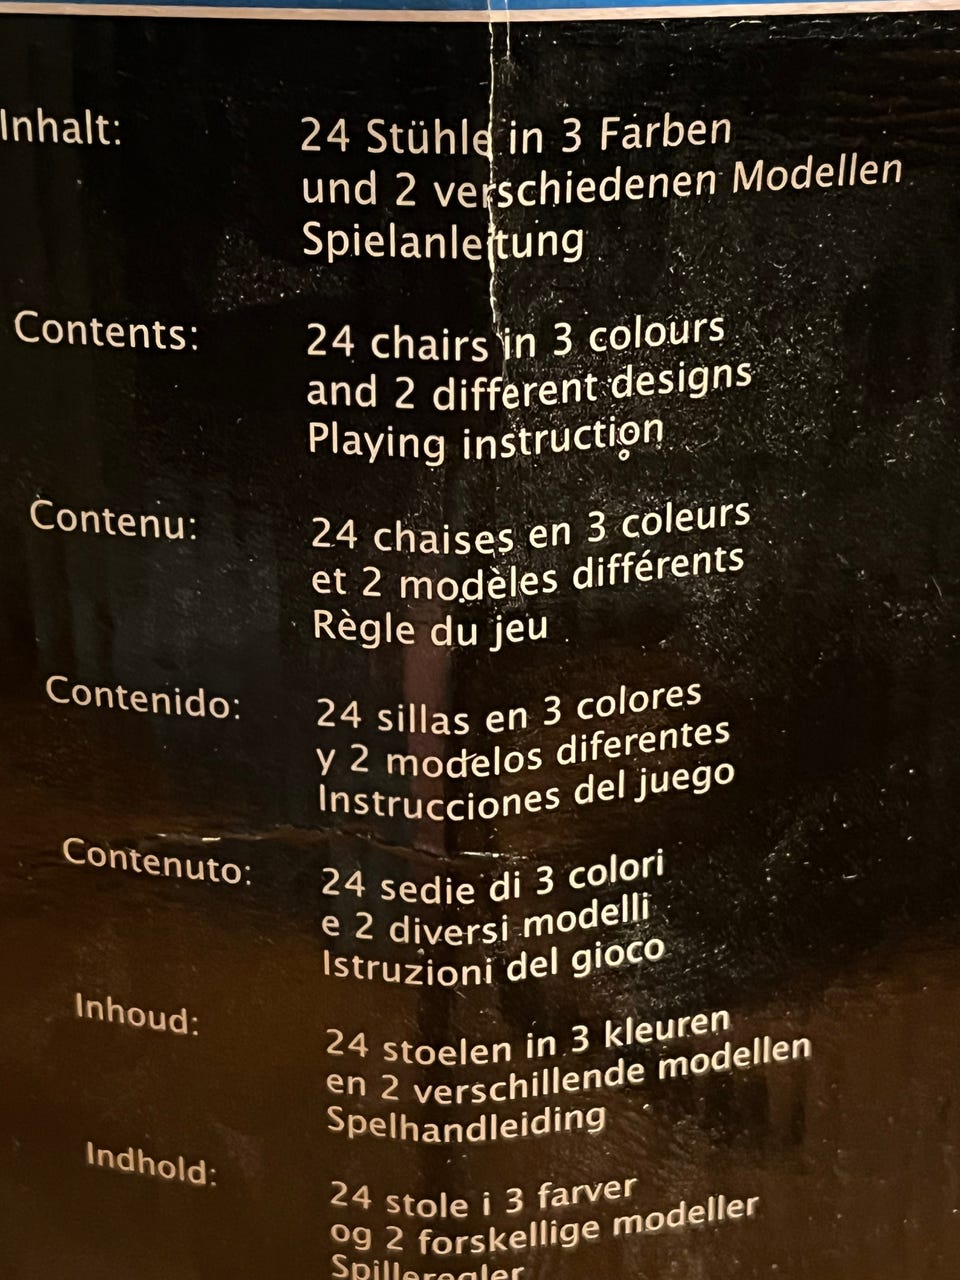 Inhalt: 24 Stühle in 3 Farben
und 2 verschiedenen Modellen
Spielanleitung
Contents: 24 chairs in 3 colours
and 2 different designs
Playing instruction
Contenu: 24 chaises en 3 coleurs
et 2 modèles différents
Règle du jeu
Contenido: 24 sillas en 3 colores
y 2 modelos diferentes
Instrucciones del juego
Contenuto: 24 sedie di 3 colori
e 2 diversi modelli
Istruzioni del gioco
Inhoud: 24 stoelen in 3 kleuren
en 2 verschillende modellen
Spelhandleiding
Indhold: 24 stole i 3 farver
og 2 forskellige modeller
Spilleregler